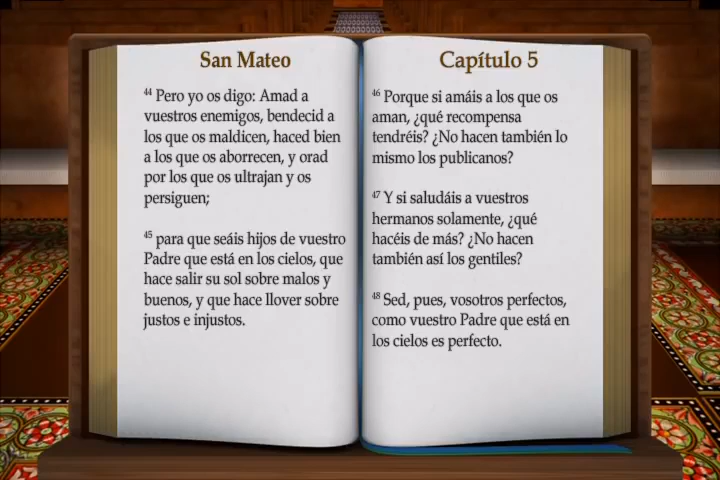 San Mateo
44 Pero yo os digo: Amad a
vuestros enemigos, bendecid a
los que os maldicen, haced bien
a los que os aborrecen, y orad
por los que os ultrajan y os
persiguen;
45 para que seáis hijos de vuestro
Padre que está en los cielos, que
hace salir su sol sobre malos y
buenos, y que hace llover sobre
justos e injustos.
Capítulo 5
46 Porque si amáis a los que os
aman, ¿qué recompensa
tendréis? ¿No hacen también lo
mismo los publicanos?
47 Y si saludáis a vuestros
hermanos solamente, ¿qué
hacéis de más? ¿No hacen
también así los gentiles?
48 Sed, pues, vosotros perfectos,
como vuestro Padre que está en
los cielos es perfecto.